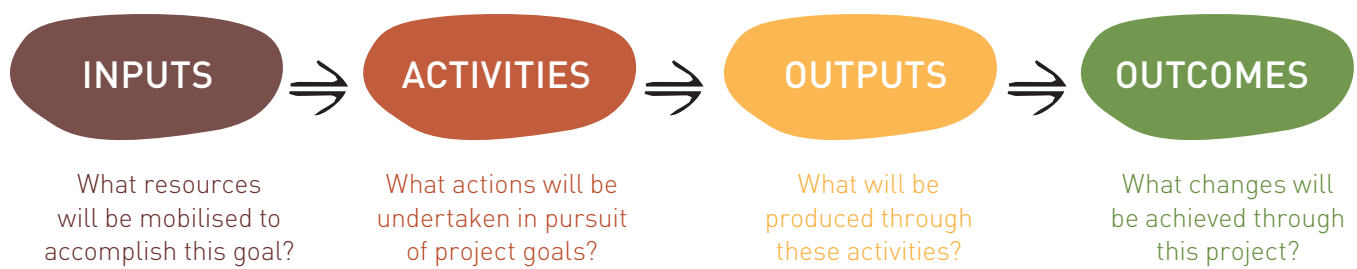 INPUTS
What resources
will be mobilised to
accomplish this goal?
ACTIVITIES
What actions will be
undertaken in pursuit
of project goals?
OUTPUTS
What will be
produced through
these activities?
OUTCOMES
What changes will
be achieved through
this project?